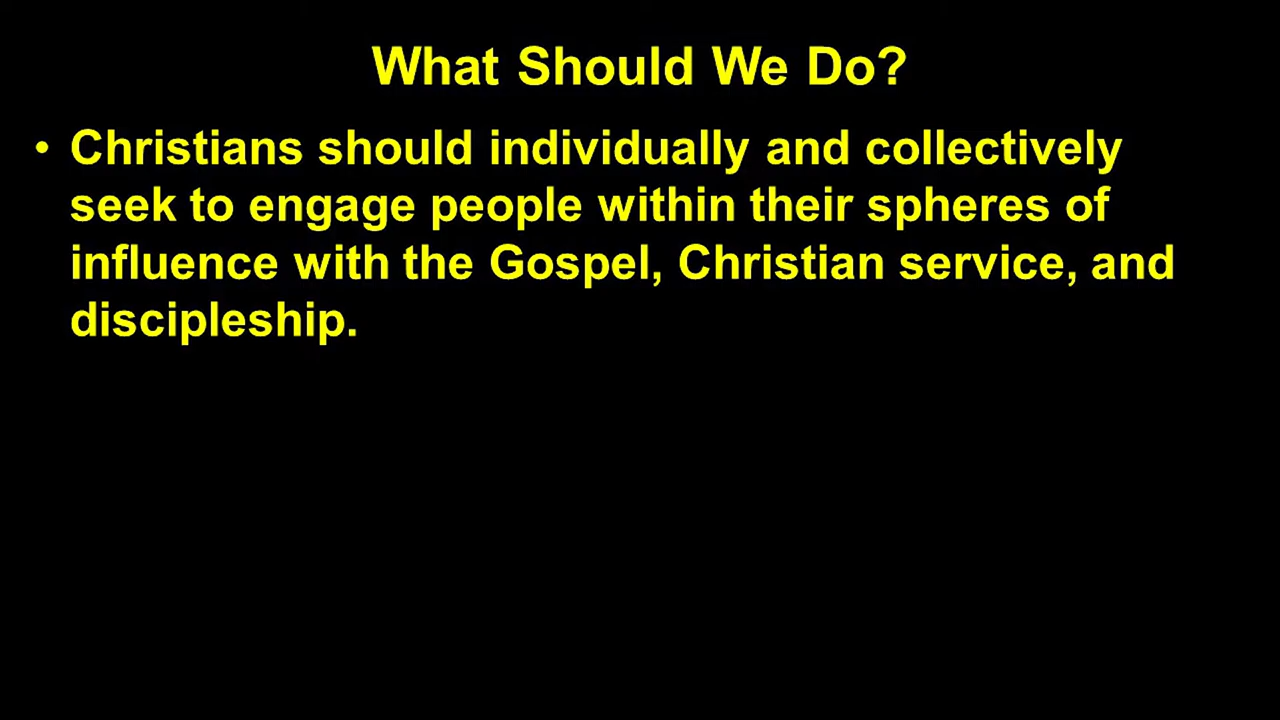 What Should We Do?
• Christians should individually and collectively
seek to engage people within their spheres of
influence with the Gospel, Christian service, and
discipleship.